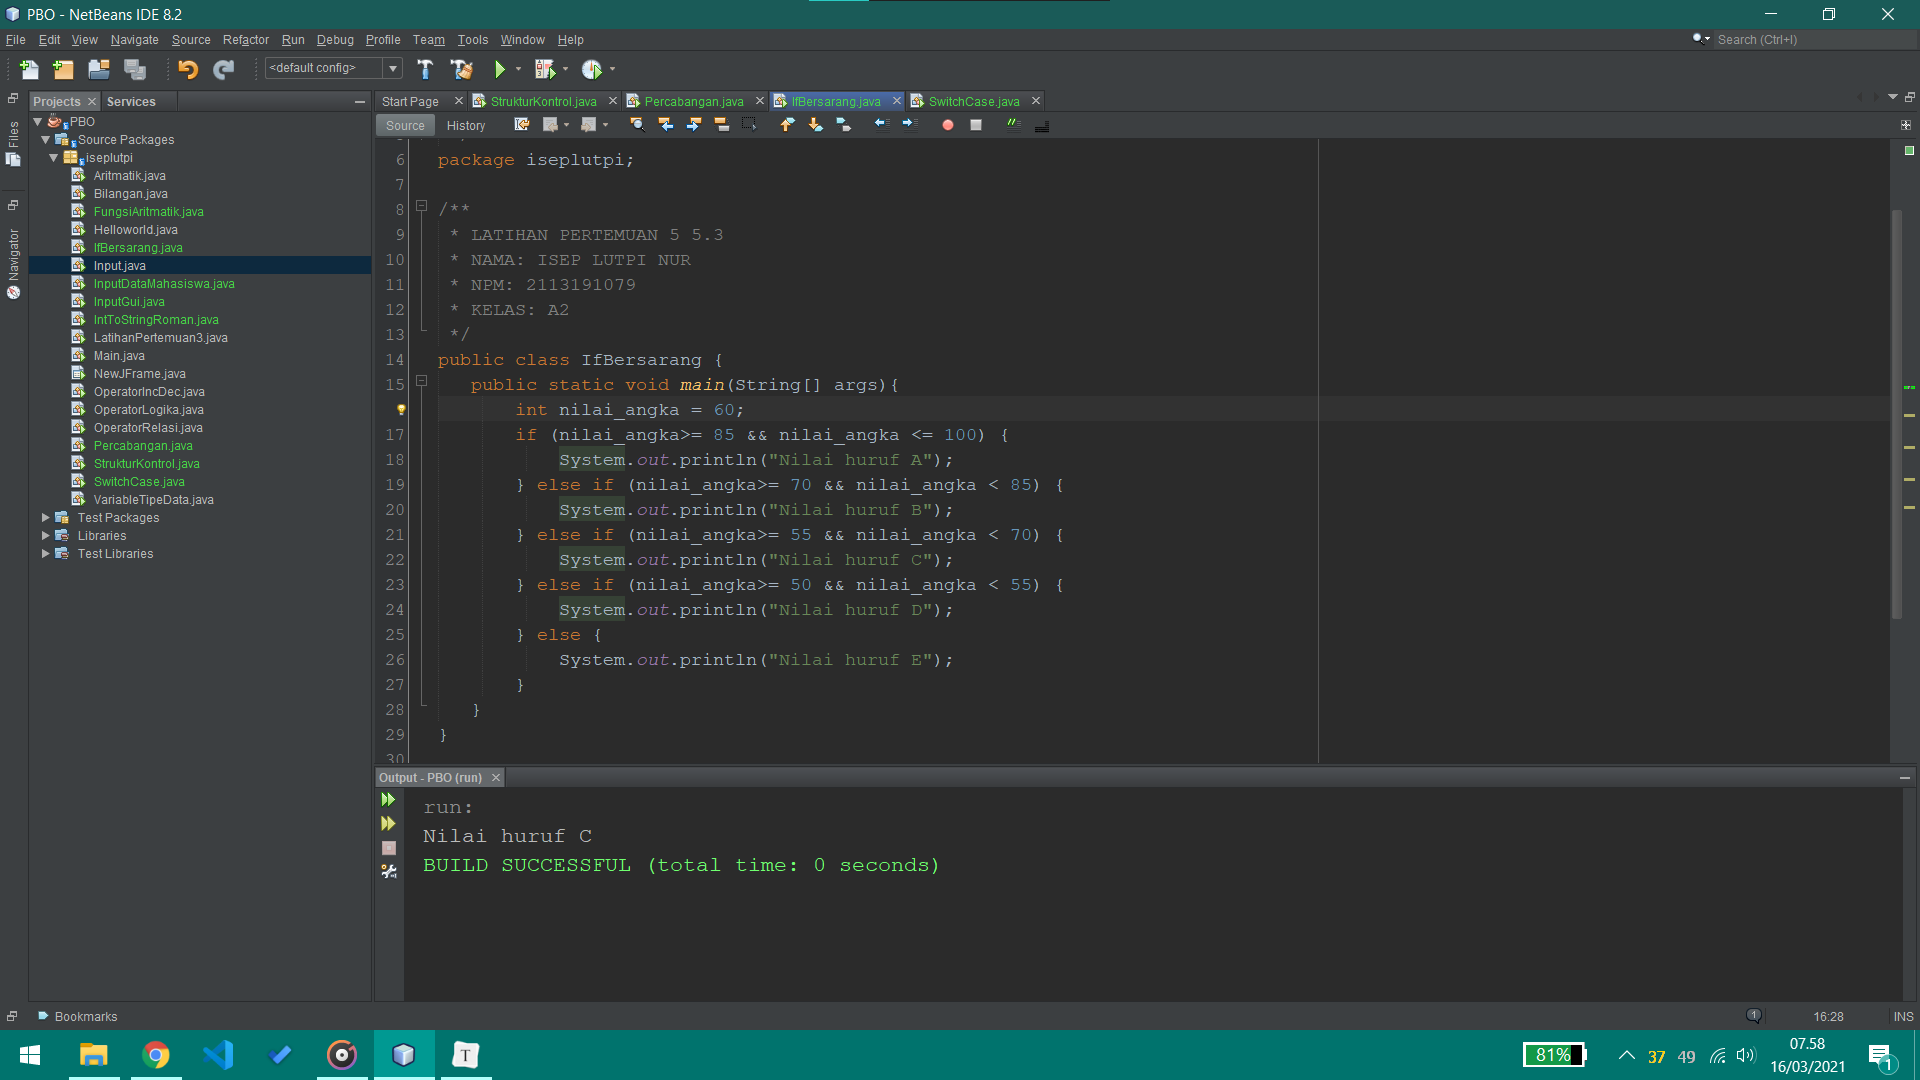 PBO - NetBeans IDE 8.2
File Edit View Navigate Source Refactor Run Debug Profile Team Tools Window Help
Search (Ctrl+I)
<default config>
Files
Navigator
Projects
Services
PBO
Source Packages
iseplutpi
Aritmatik.java
Bilangan.java
FungsiAritmatik.java
Helloworld.java
IfBersarang.java
Input.java
InputDataMahasiswa.java
InputGui.java
IntToStringRoman.java
LatihanPertemuan3.java
Main.java
NewJFrame.java
OperatorIncDec.java
OperatorLogika.java
OperatorRelasi.java
Percabangan.java
StrukturKontrol.java
SwitchCase.java
VariableTipeData.java
Test Packages
Libraries
Test Libraries
Start Page StrukturKontrol.java Percabangan.java IfBersarang.java SwitchCase.java
Source History
6 package iseplutpi;
7
8 /**
9 * LATIHAN PERTEMUAN 5 5.3
10 * NAMA: ISEP LUTPI NUR
11 * NPM: 2113191079
12 * KELAS: A2
13 */
14 public class IfBersarang {
15 public static void main(String[] args){
int nilai_angka = 60;
17 if (nilai_angka>= 85 && nilai_angka <= 100) {
18 System.out.println("Nilai huruf A");
19 } else if (nilai_angka>= 70 && nilai_angka < 85) {
20 System.out.println("Nilai huruf B");
21 } else if (nilai_angka>= 55 && nilai_angka < 70) {
22 System.out.println("Nilai huruf C");
23 } else if (nilai_angka>= 50 && nilai_angka < 55) {
24 System.out.println("Nilai huruf D");
25 } else {
26 System.out.println("Nilai huruf E");
27 }
28 }
29 }
30
Output - PBO (run)
run:
Nilai huruf C
BUILD SUCCESSFUL (total time: 0 seconds)
Bookmarks
1
16:28
INS
T
81%
37 49
07.58
16/03/2021
1